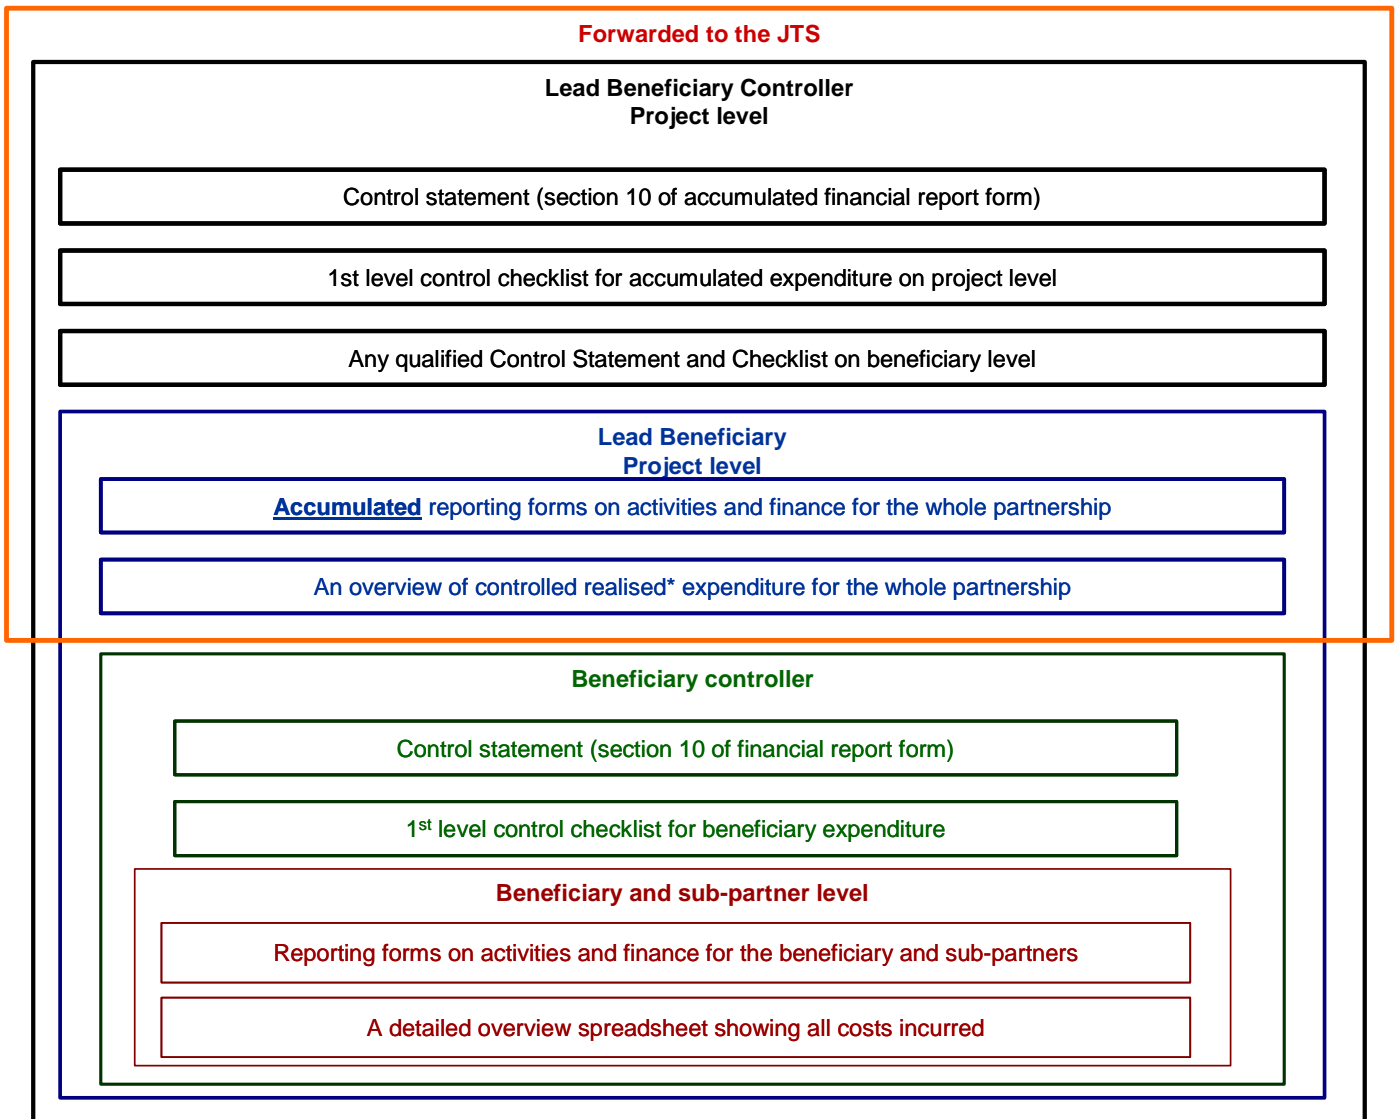 Forwarded to the JTS
Lead Beneficiary Controller
Project level
Control statement (section 10 of accumulated financial report form)
1st level control checklist for accumulated expenditure on project level
Any qualified Control Statement and Checklist on beneficiary level
Lead Beneficiary
Project level
Accumulated reporting forms on activities and finance for the whole partnership
An overview of controlled realised* expenditure for the whole partnership
Beneficiary controller
Control statement (section 10 of financial report form)
1st level control checklist for beneficiary expenditure
Beneficiary and sub-partner level
Reporting forms on activities and finance for the beneficiary and sub-partners
A detailed overview spreadsheet showing all costs incurred